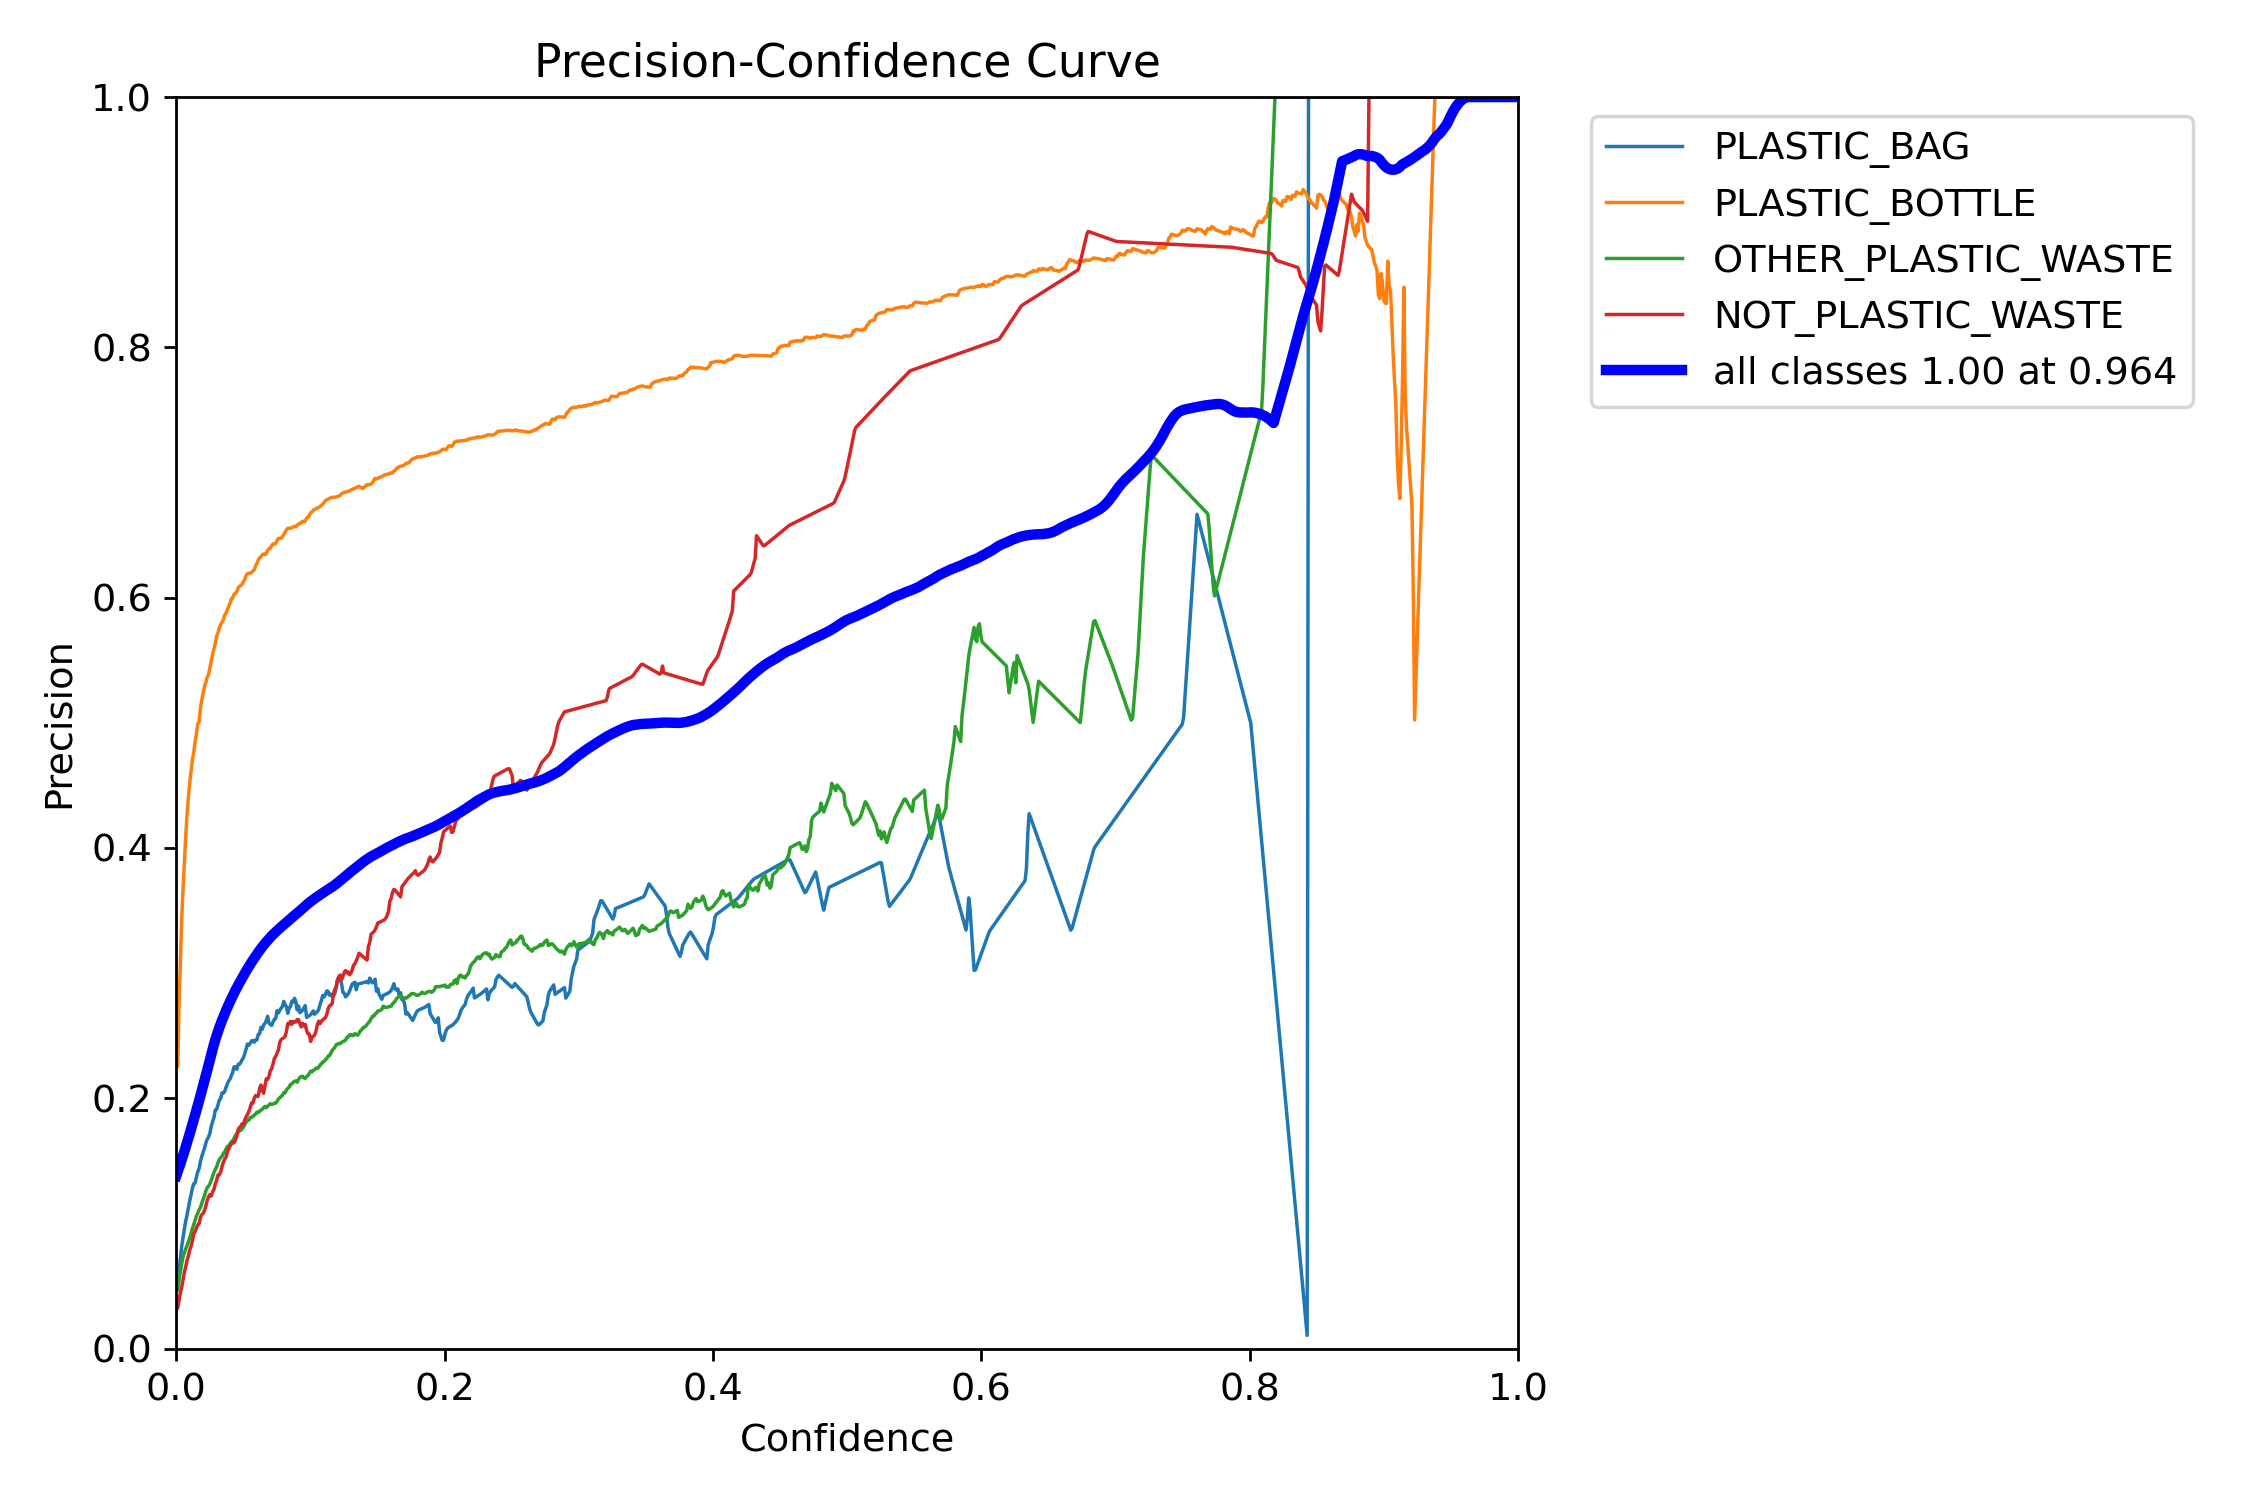 Precision-Confidence Curve
1.0
0.8
0.6
0.4
0.2
0.0
Precision
0.0
0.2
0.4
0.6
0.8
1.0
Confidence
PLASTIC_BAG
PLASTIC_BOTTLE
OTHER_PLASTIC_WASTE
NOT_PLASTIC_WASTE
all classes 1.00 at 0.964